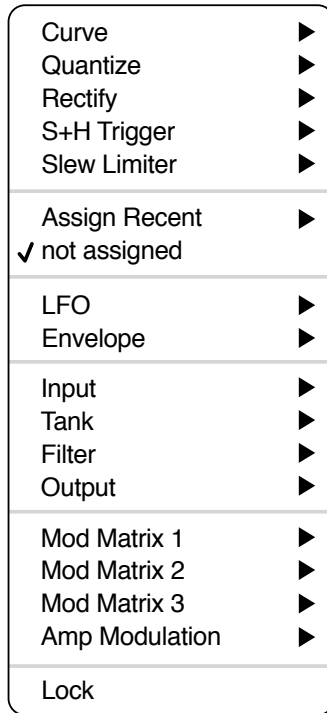 Curve
Quantize
Rectify
S+H Trigger
Slew Limiter
Assign Recent
✓ not assigned
LFO
Envelope
Input
Tank
Filter
Output
Mod Matrix 1
Mod Matrix 2
Mod Matrix 3
Amp Modulation
Lock